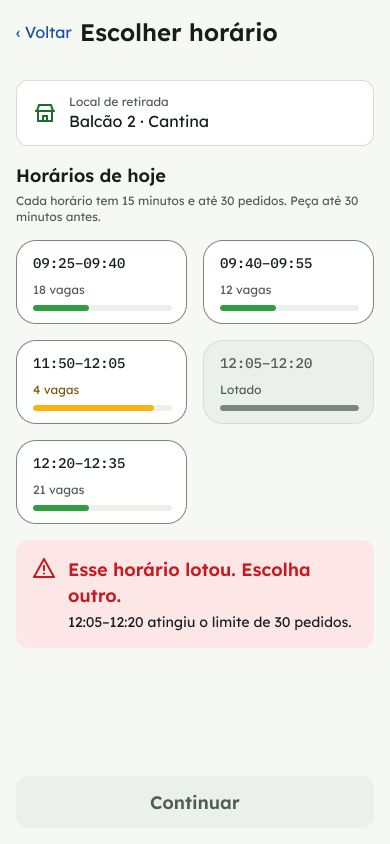 ‹ Voltar Escolher horário
Local de retirada
Balcão 2 · Cantina
Horários de hoje
Cada horário tem 15 minutos e até 30 pedidos. Peça até 30
minutos antes.
09:25–09:40
18 vagas
09:40–09:55
12 vagas
11:50–12:05
4 vagas
12:05–12:20
Lotado
12:20–12:35
21 vagas
Esse horário lotou. Escolha
outro.
12:05–12:20 atingiu o limite de 30 pedidos.
Continuar